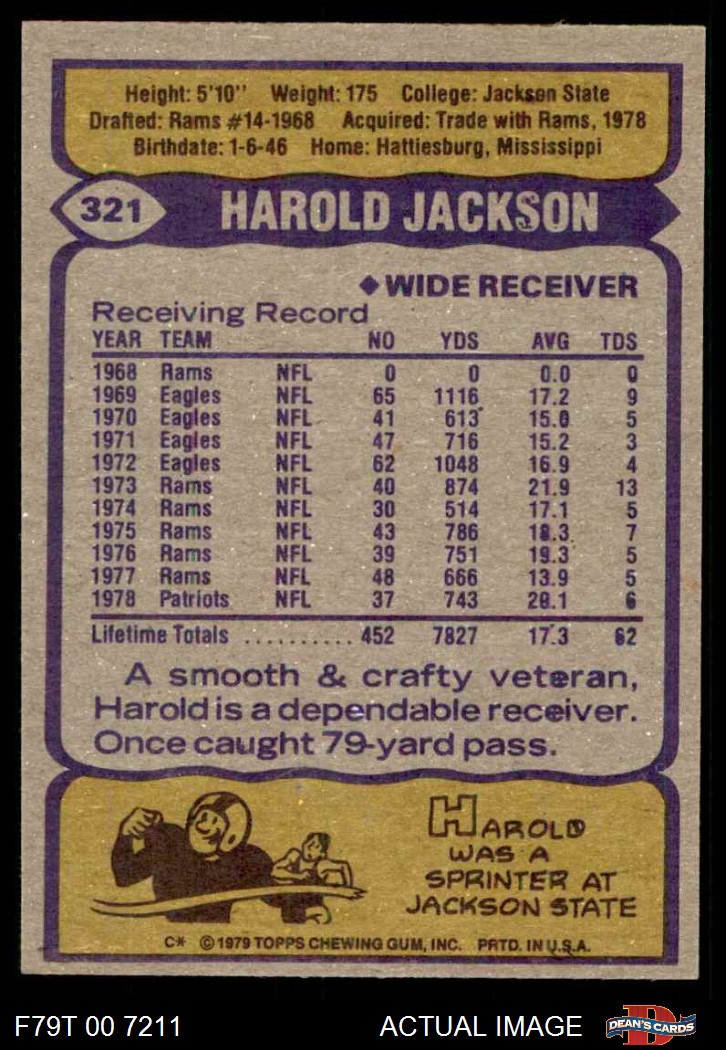 Height: 5'10" Weight: 175 College: Jackson State
Drafted: Rams #14-1968 Acquired: Trade with Rams, 1978
Birthdate: 1-6-46 Home: Hattiesburg, Mississippi
321 HAROLD JACKSON
◆WIDE RECEIVER
Receiving Record
YEAR TEAM NO YDS AVG TDS
1968 Rams NFL 0 0 0.0 0
1969 Eagles NFL 65 1116 17.2 9
1970 Eagles NFL 41 613 15.0 5
1971 Eagles NFL 47 716 15.2 3
1972 Eagles NFL 62 1048 16.9 4
1973 Rams NFL 40 874 21.9 13
1974 Rams NFL 30 514 17.1 5
1975 Rams NFL 43 786 18.3 7
1976 Rams NFL 39 751 19.3 5
1977 Rams NFL 48 666 13.9 5
1978 Patriots NFL 37 743 20.1 6
Lifetime Totals .......... 452 7827 17.3 62
A smooth & crafty veteran,
Harold is a dependable receiver.
Once caught 79-yard pass.
HAROLD
WAS A
SPRINTER AT
JACKSON STATE
C* ©1979 TOPPS CHEWING GUM, INC. PRTD. IN U.S.A.
F79T 00 7211 ACTUAL IMAGE D DEAN'S CARDS